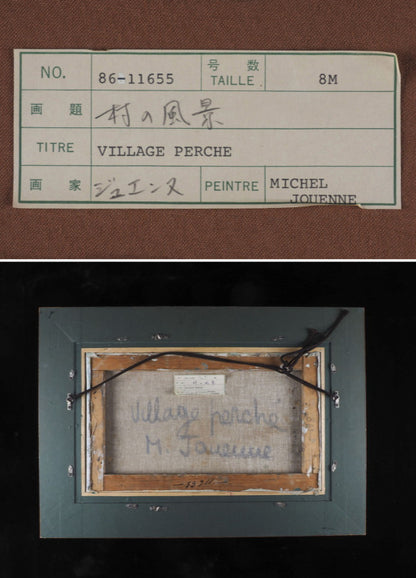 NO. 86-11655 号数 TAILLE. 8M
画題 村の風景
TITRE VILLAGE PERCHE
画家 ジュエンヌ PEINTRE MICHEL JOUENNE
village perché
M. Jouenne